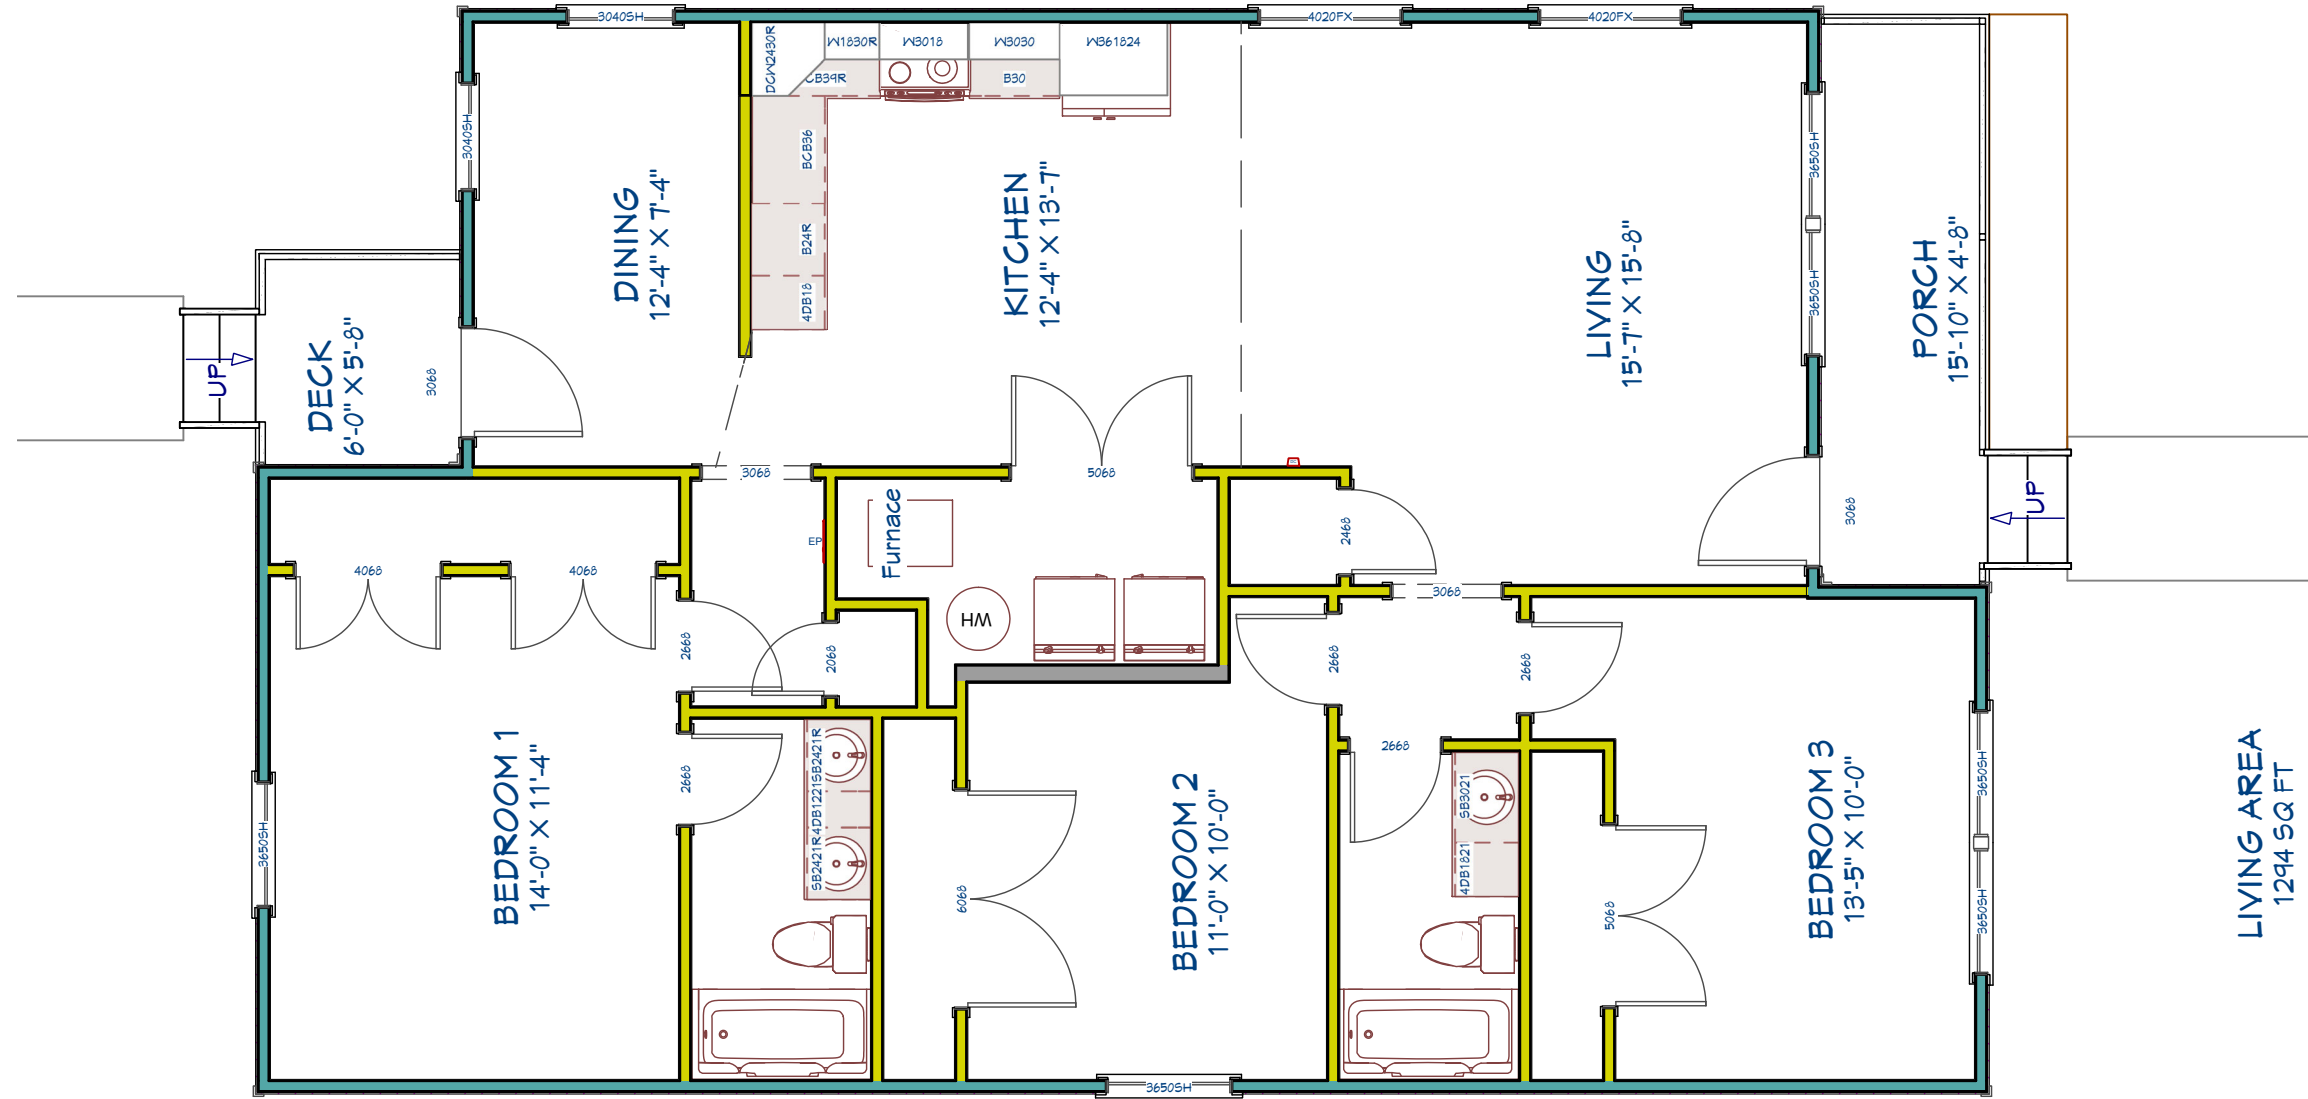 3040SH
4020FX
4020FX
DCW2430R
W1830R
W3018
W3030
W361824
CB39R
B30
3040SH
BCB36
B24R
4DB18
DINING
12'-4" X 7'-4"
KITCHEN
12'-4" X 13'-7"
LIVING
15'-7" X 15'-8"
3650SH
3650SH
PORCH
15'-10" X 4'-8"
DECK
6'-0" X 5'-8"
UP
3068
3068
5068
2468
3068
UP
Furnace
EP
WH
4068
4068
2668
2068
3068
2668
2668
2668
2668
BEDROOM 1
14'-0" X 11'-4"
3650SH
SB2421R
4DB1221
SB2421R
6068
BEDROOM 2
11'-0" X 10'-0"
3650SH
SB3021
4DB1821
5068
BEDROOM 3
13'-5" X 10'-0"
3650SH
3650SH
LIVING AREA
1294 SQ FT